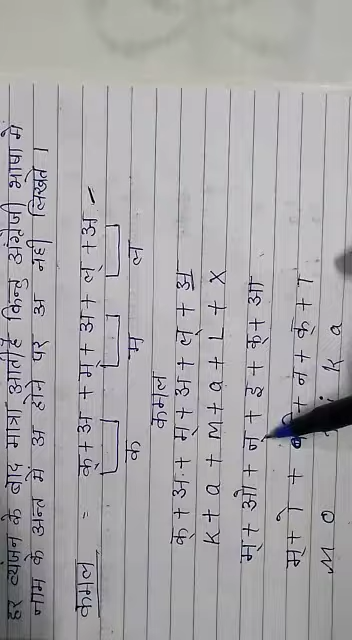 हर व्यंजन के बाद मात्रा आती है किन्तु अंग्रेजी भाषा मे
नाम के अन्त मे अ होने पर अ नही लिखते ।
कमल = क्+अ+म्+अ+ल्+अ
क म ल
कमल
क्+अ+म्+अ+ल्+अ
K+a+M+a+L+X
म्+ओ+न्+इ+क्+आ
म्+ो+ +न+क्+ा
M o i k a